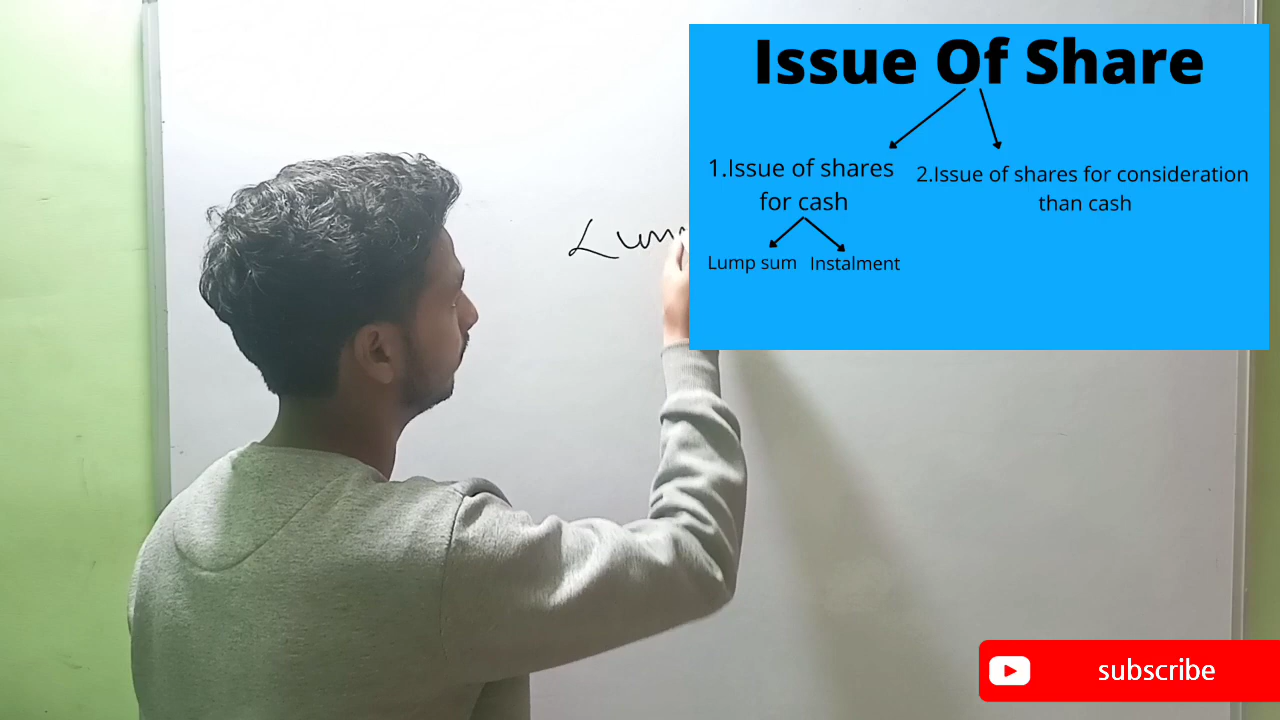 Issue Of Share
1.Issue of shares
for cash
2.Issue of shares for consideration
than cash
Lump sum
Instalment
Lum
subscribe